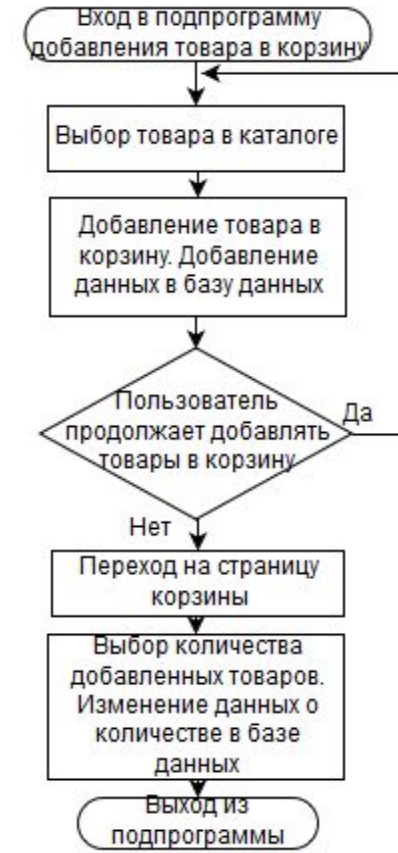 Вход в подпрограмму
добавления товара в корзину
Выбор товара в каталоге
Добавление товара в
корзину. Добавление
данных в базу данных
Пользователь
продолжает добавлять
товары в корзину
Да
Нет
Переход на страницу
корзины
Выбор количества
добавленных товаров.
Изменение данных о
количестве в базе
данных
Выход из
подпрограммы